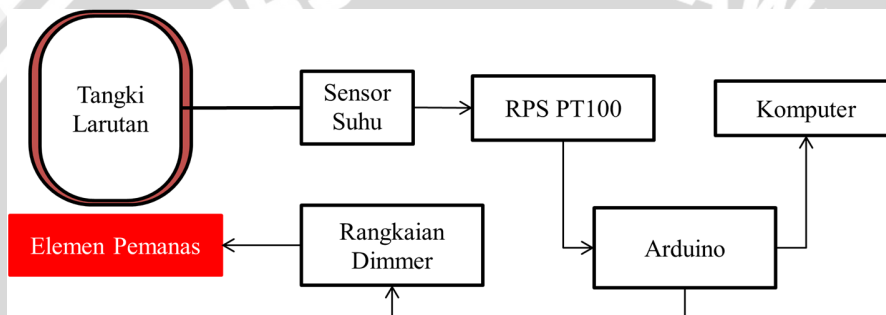 Tangki
Larutan
Sensor
Suhu
RPS PT100
Komputer
Elemen Pemanas
Rangkaian
Dimmer
Arduino